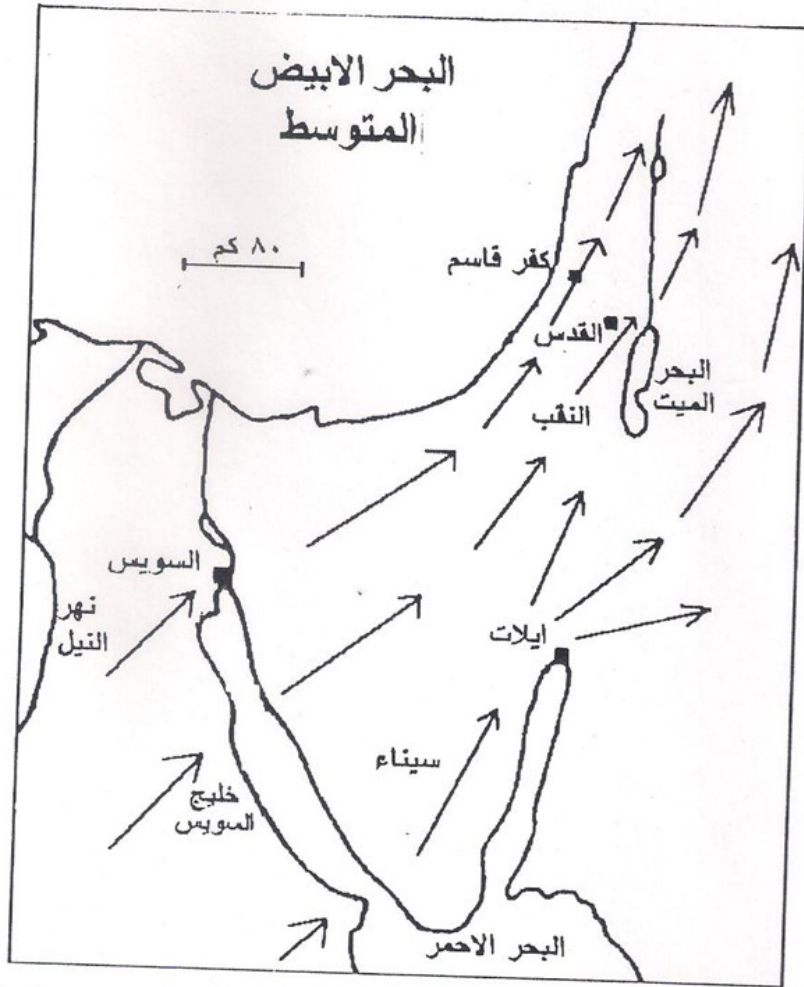 البحر الابيض
المتوسط
٨٠ كم
كفر قاسم
القدس
البحر
الميت
النقب
السويس
نهر
النيل
ايلات
سيناء
خليج
السويس
البحر الاحمر